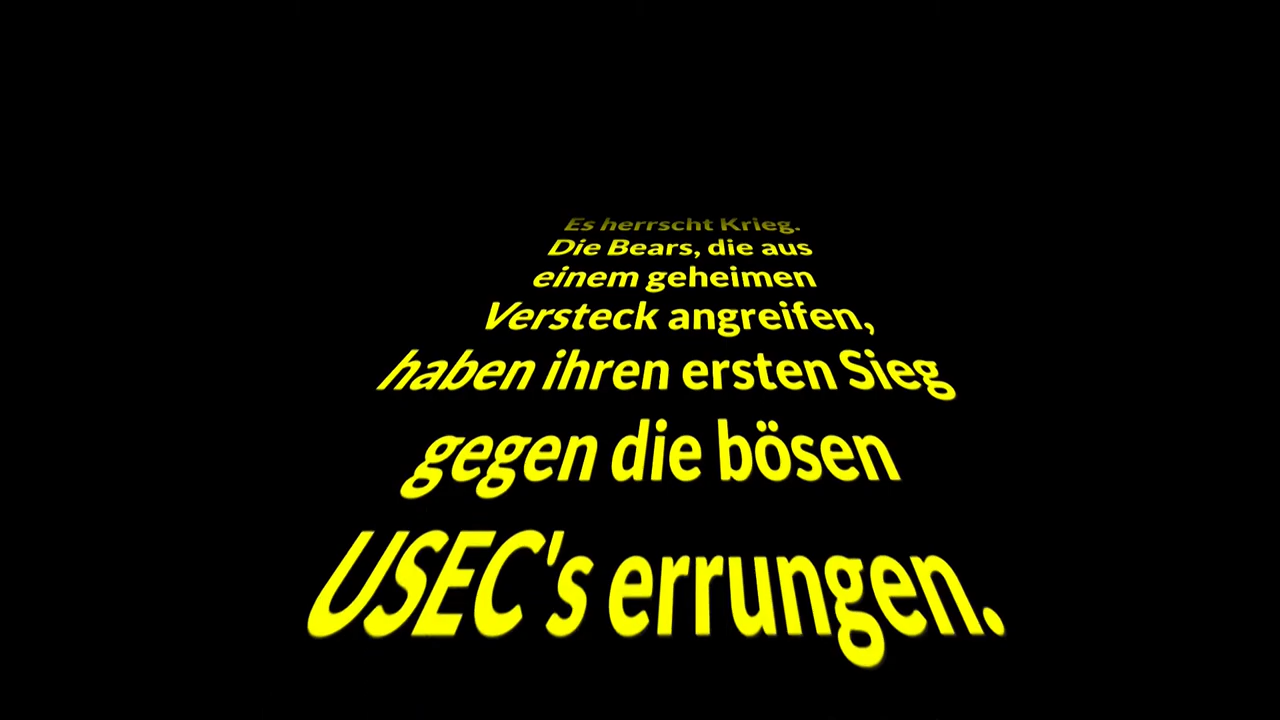 Es herrscht Krieg.
Die Bears, die aus
einem geheimen
Versteck angreifen,
haben ihren ersten Sieg
gegen die bösen
USEC's errungen.